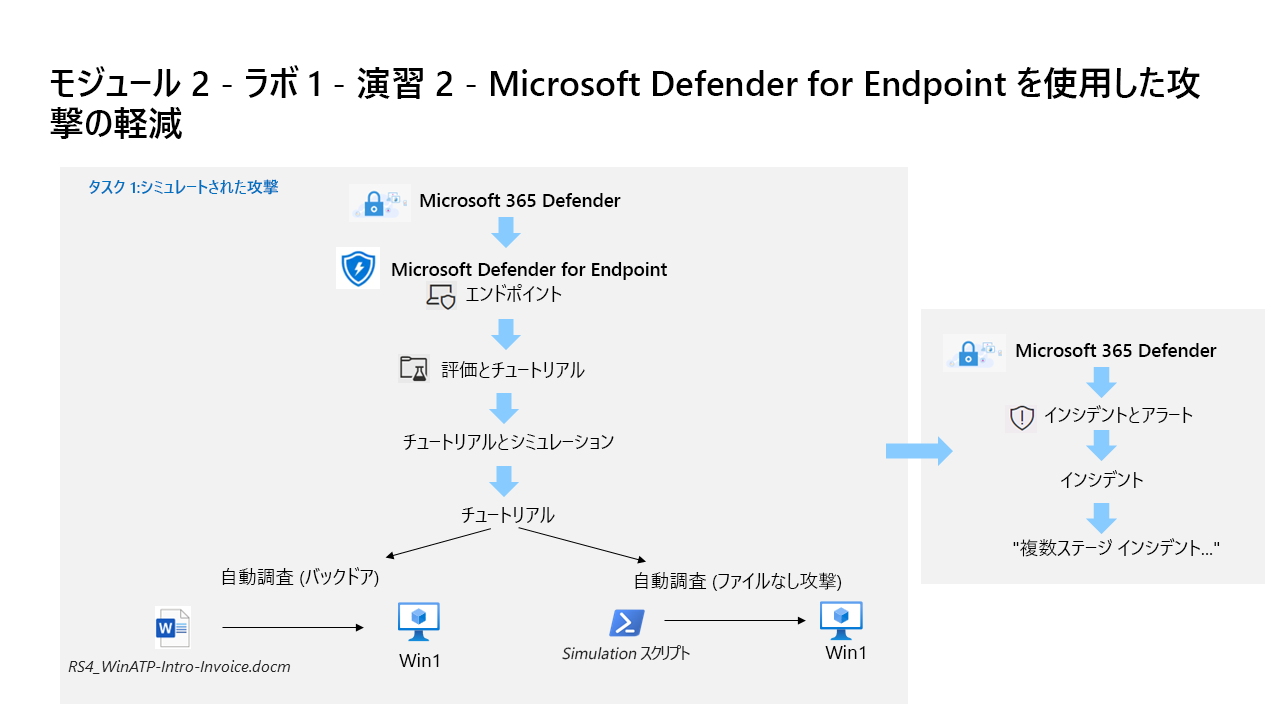 モジュール 2 - ラボ 1 - 演習 2 - Microsoft Defender for Endpoint を使用した攻
撃の軽減
タスク 1:シミュレートされた攻撃
Microsoft 365 Defender
Microsoft Defender for Endpoint
エンドポイント
評価とチュートリアル
チュートリアルとシミュレーション
チュートリアル
自動調査 (バックドア)
自動調査 (ファイルなし攻撃)
W
RS4_WinATP-Intro-Invoice.docm
Win1
Simulation スクリプト
Win1
Microsoft 365 Defender
インシデントとアラート
インシデント
"複数ステージ インシデント..."